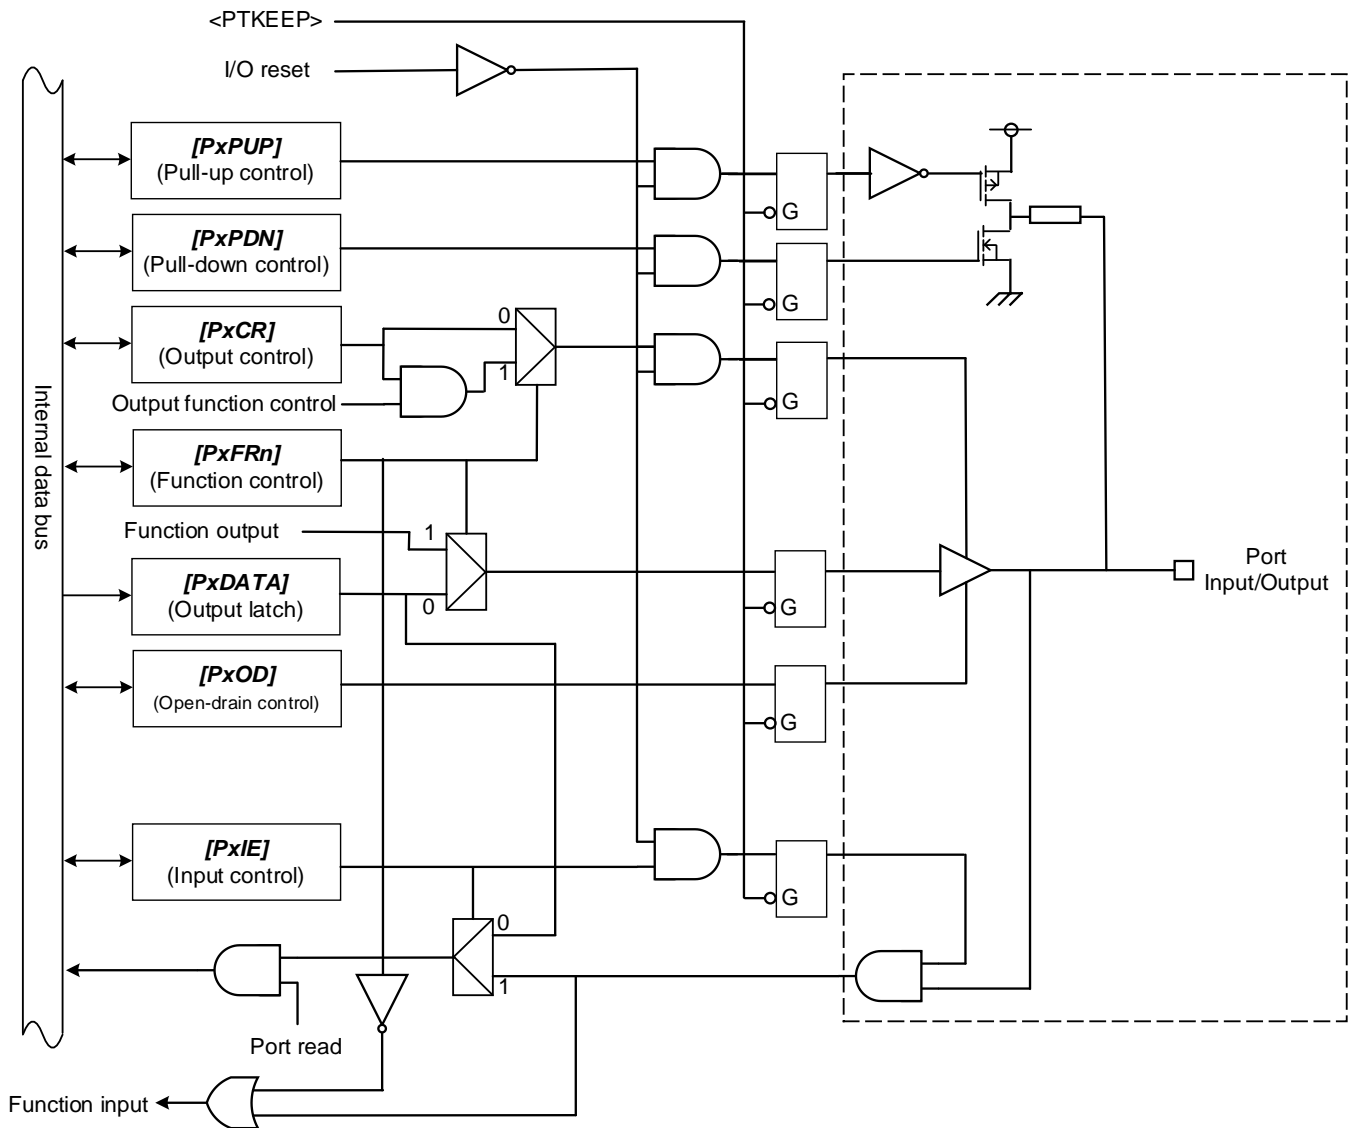 <PTKEEP>
I/O reset
[PxPUP]
(Pull-up control)
G
[PxPDN]
(Pull-down control)
G
[PxCR]
(Output control)
0
1
G
Output function control
[PxFRn]
(Function control)
Internal data bus
Function output
1
[PxDATA]
(Output latch)
0
G
Port
Input/Output
[PxOD]
(Open-drain control)
G
[PxIE]
(Input control)
G
0
1
Port read
Function input